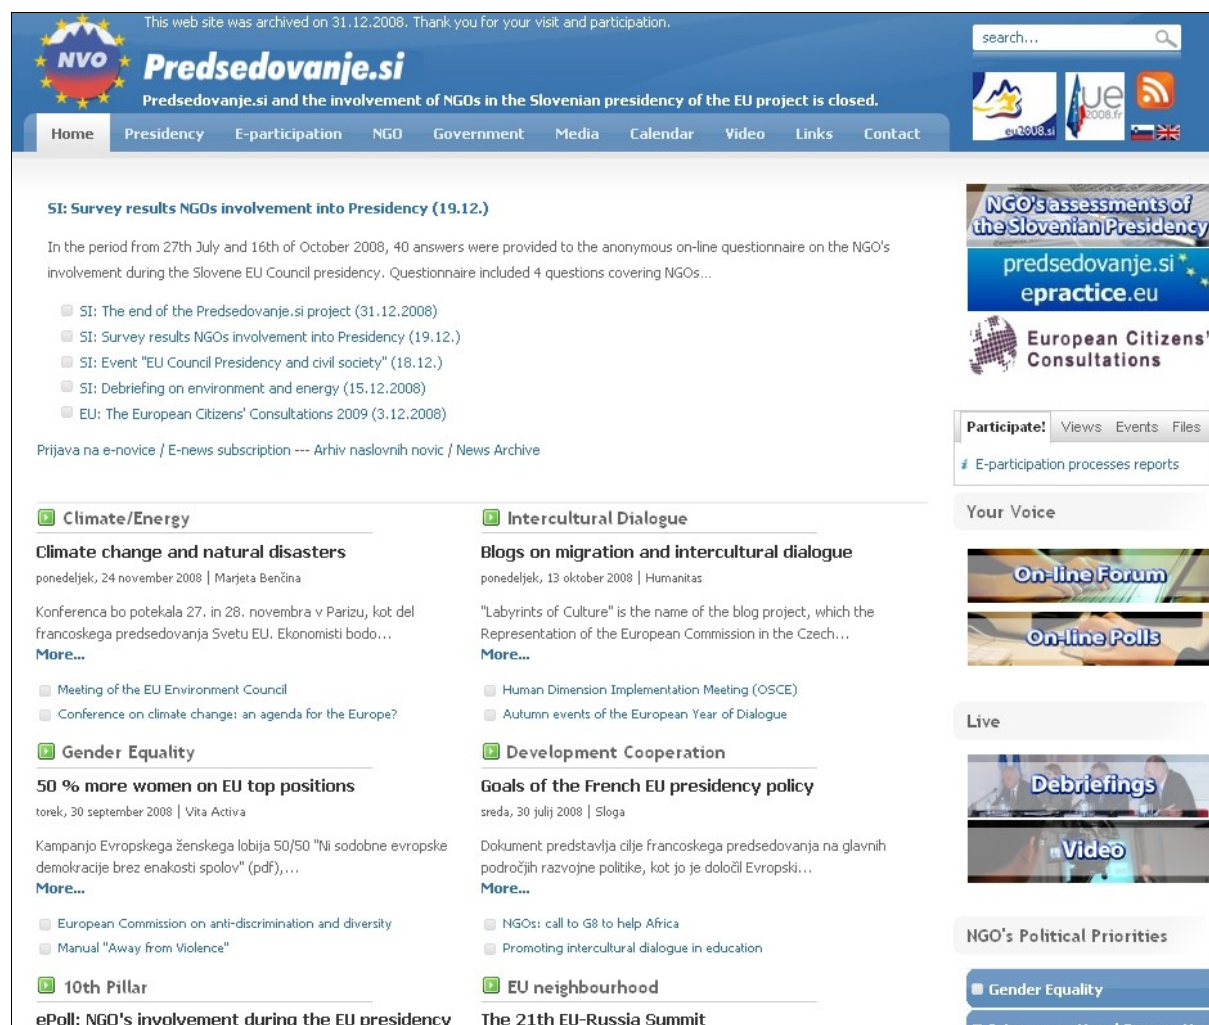 This web site was archived on 31.12.2008. Thank you for your visit and participation.
NVO
Predsedovanje.si
Predsedovanje.si and the involvement of NGOs in the Slovenian presidency of the EU project is closed.
search...
eu2008.si
ue
2008.fr
Home Presidency E-participation NGO Government Media Calendar Video Links Contact
SI: Survey results NGOs involvement into Presidency (19.12.)
In the period from 27th July and 16th of October 2008, 40 answers were provided to the anonymous on-line questionnaire on the NGO's
involvement during the Slovene EU Council presidency. Questionnaire included 4 questions covering NGOs...
SI: The end of the Predsedovanje.si project (31.12.2008)
SI: Survey results NGOs involvement into Presidency (19.12.)
SI: Event "EU Council Presidency and civil society" (18.12.)
SI: Debriefing on environment and energy (15.12.2008)
EU: The European Citizens' Consultations 2009 (3.12.2008)
Prijava na e-novice / E-news subscription --- Arhiv naslovnih novic / News Archive
Climate/Energy
Climate change and natural disasters
ponedeljek, 24 november 2008 | Marjeta Benčina
Konferenca bo potekala 27. in 28. novembra v Parizu, kot del
francoskega predsedovanja Svetu EU. Ekonomisti bodo...
More...
Meeting of the EU Environment Council
Conference on climate change: an agenda for the Europe?
Intercultural Dialogue
Blogs on migration and intercultural dialogue
ponedeljek, 13 oktober 2008 | Humanitas
"Labyrints of Culture" is the name of the blog project, which the
Representation of the European Commission in the Czech...
More...
Human Dimension Implementation Meeting (OSCE)
Autumn events of the European Year of Dialogue
Gender Equality
50 % more women on EU top positions
torek, 30 september 2008 | Vita Activa
Kampanjo Evropskega ženskega lobija 50/50 "Ni sodobne evropske
demokracije brez enakosti spolov" (pdf),...
More...
European Commission on anti-discrimination and diversity
Manual "Away from Violence"
Development Cooperation
Goals of the French EU presidency policy
sreda, 30 julij 2008 | Sloga
Dokument predstavlja cilje francoskega predsedovanja na glavnih
področjih razvojne politike, kot jo je določil Evropski...
More...
NGOs: call to G8 to help Africa
Promoting intercultural dialogue in education
10th Pillar
ePoll: NGO's involvement during the EU presidency
EU neighbourhood
The 21th EU-Russia Summit
NGO's assessments of
the Slovenian Presidency
predsedovanje.si
epractice.eu
European Citizens'
Consultations
Participate! Views Events Files
E-participation processes reports
Your Voice
On-line Forum
On-line Polls
Live
Debriefings
Video
NGO's Political Priorities
Gender Equality